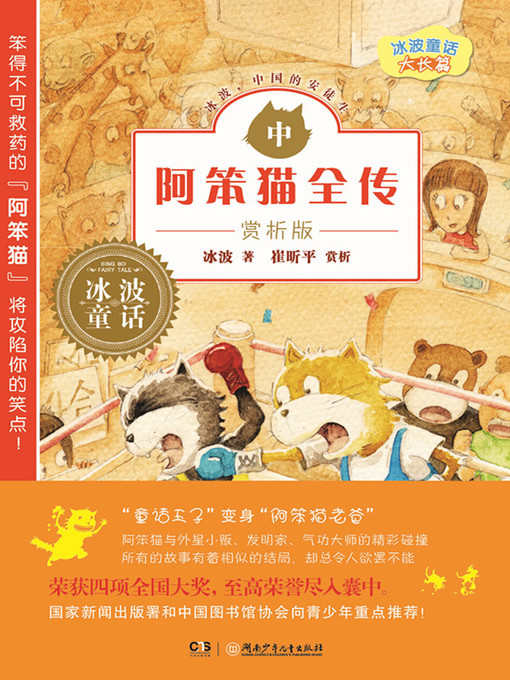 笨得不可救药的『阿笨猫』将攻陷你的笑点！
冰波童话
大长篇
冰波，中国的安徒生
中
阿笨猫全传
赏析版
冰波 著 崔昕平 赏析
BING BO
FAIRY TALE
冰波
童话
“童话王子”变身“阿笨猫老爸”
阿笨猫与外星小贩、发明家、气功大师的精彩碰撞
所有的故事有着相似的结局，却总令人欲罢不能
荣获四项全国大奖，至高荣誉尽入囊中。
国家新闻出版署和中国图书馆协会向青少年重点推荐！
湖南少年儿童出版社
HUNAN JUVENILE & CHILDREN'S PUBLISHING HOUSE